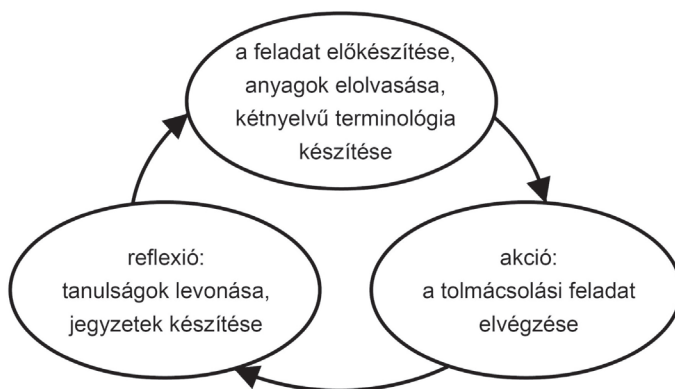 a feladat előkészítése,
anyagok elolvasása,
kétnyelvű terminológia
készítése
reflexió:
tanulságok levonása,
jegyzetek készítése
akció:
a tolmácsolási feladat
elvégzése